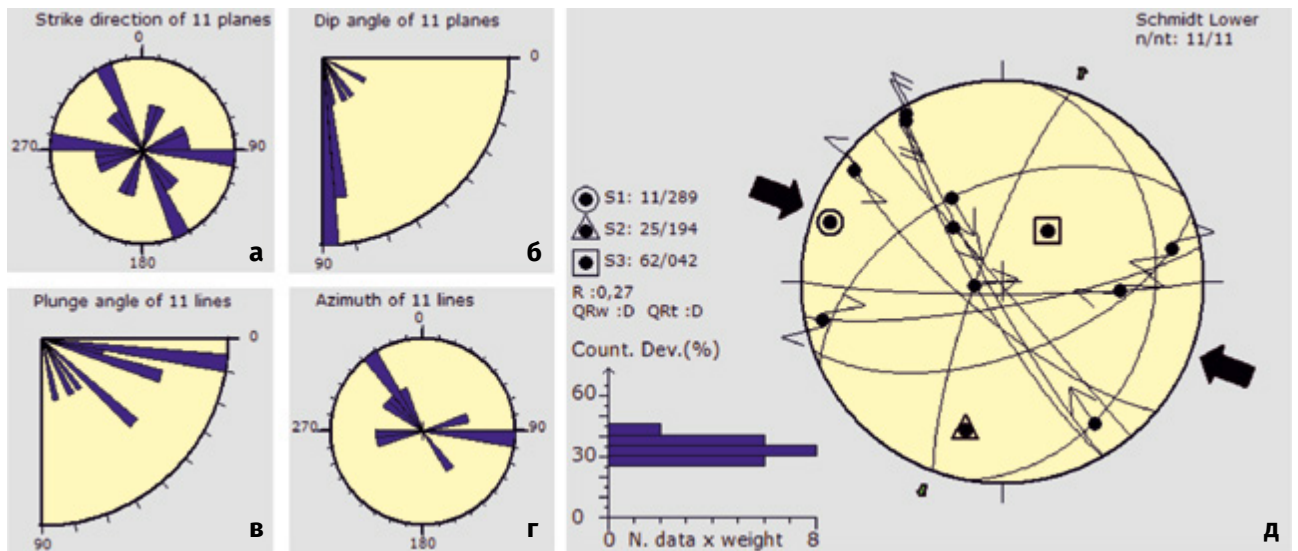 Strike direction of 11 planes
0
270
90
180
а
Dip angle of 11 planes
0
90
б
Plunge angle of 11 lines
0
90
в
Azimuth of 11 lines
0
270
90
180
г
Schmidt Lower
n/nt: 11/11
S1: 11/289
S2: 25/194
S3: 62/042
R :0,27
QRw :D QRt :D
Count. Dev.(%)
60
30
0
0 N. data x weight 8
д